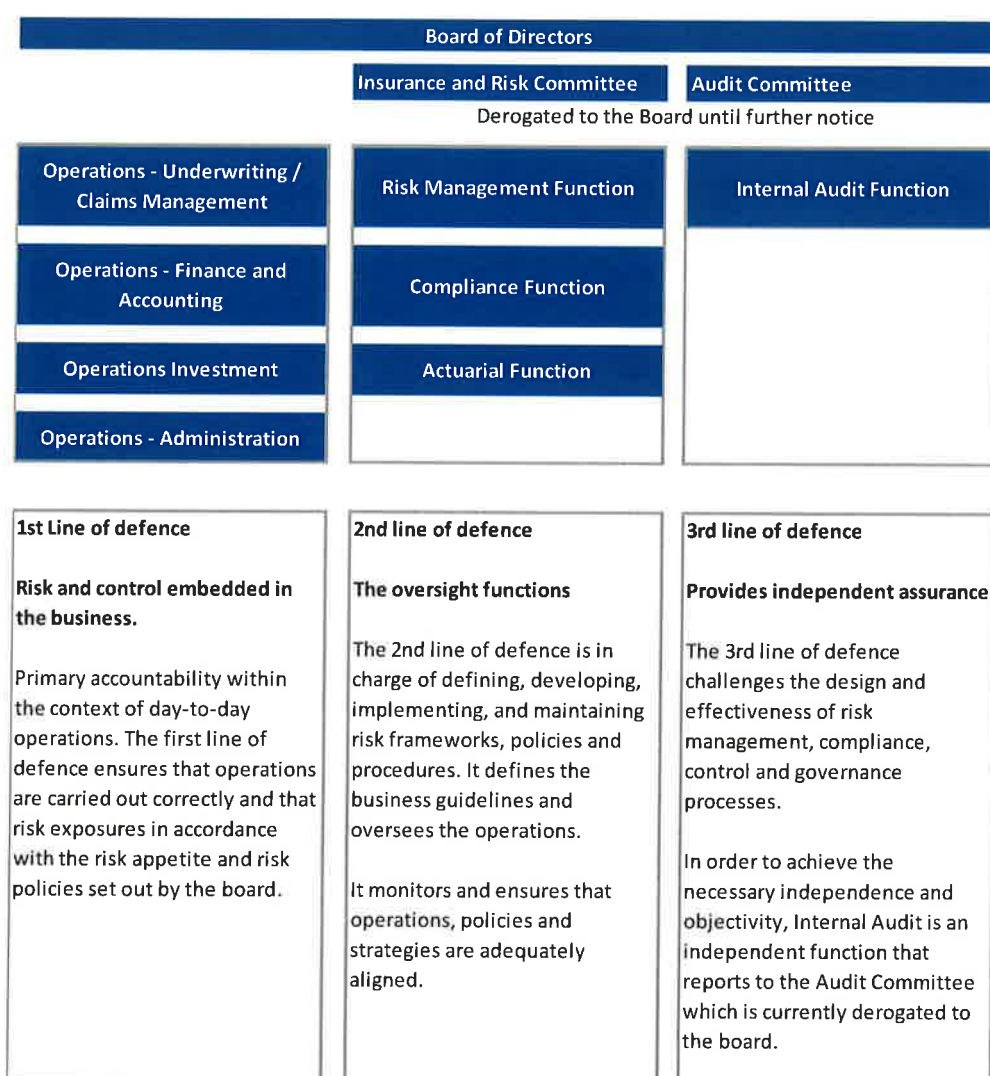 Board of Directors
Insurance and Risk Committee
Audit Committee
Derogated to the Board until further notice
Operations - Underwriting /
Claims Management
Operations - Finance and
Accounting
Operations Investment
Operations - Administration
Risk Management Function
Compliance Function
Actuarial Function
Internal Audit Function
1st Line of defence
Risk and control embedded in
the business.
Primary accountability within
the context of day-to-day
operations. The first line of
defence ensures that operations
are carried out correctly and that
risk exposures in accordance
with the risk appetite and risk
policies set out by the board.
2nd line of defence
The oversight functions
The 2nd line of defence is in
charge of defining, developing,
implementing, and maintaining
risk frameworks, policies and
procedures. It defines the
business guidelines and
oversees the operations.
It monitors and ensures that
operations, policies and
strategies are adequately
aligned.
3rd line of defence
Provides independent assurance
The 3rd line of defence
challenges the design and
effectiveness of risk
management, compliance,
control and governance
processes.
In order to achieve the
necessary independence and
objectivity, Internal Audit is an
independent function that
reports to the Audit Committee
which is currently derogated to
the board.